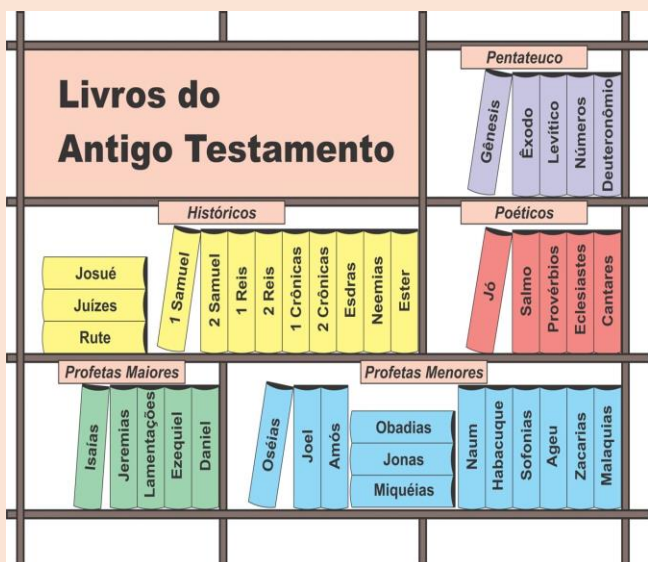 Livros do
Antigo Testamento
Pentateuco
Gênesis
Êxodo
Levítico
Números
Deuteronômio
Históricos
Josué
Juízes
Rute
1 Samuel
2 Samuel
1 Reis
2 Reis
1 Crônicas
2 Crônicas
Esdras
Neemias
Ester
Poéticos
Jó
Salmo
Provérbios
Eclesiastes
Cantares
Profetas Maiores
Isaías
Jeremias
Lamentações
Ezequiel
Daniel
Profetas Menores
Oséias
Joel
Amós
Obadias
Jonas
Miquéias
Naum
Habacuque
Sofonias
Ageu
Zacarias
Malaquias